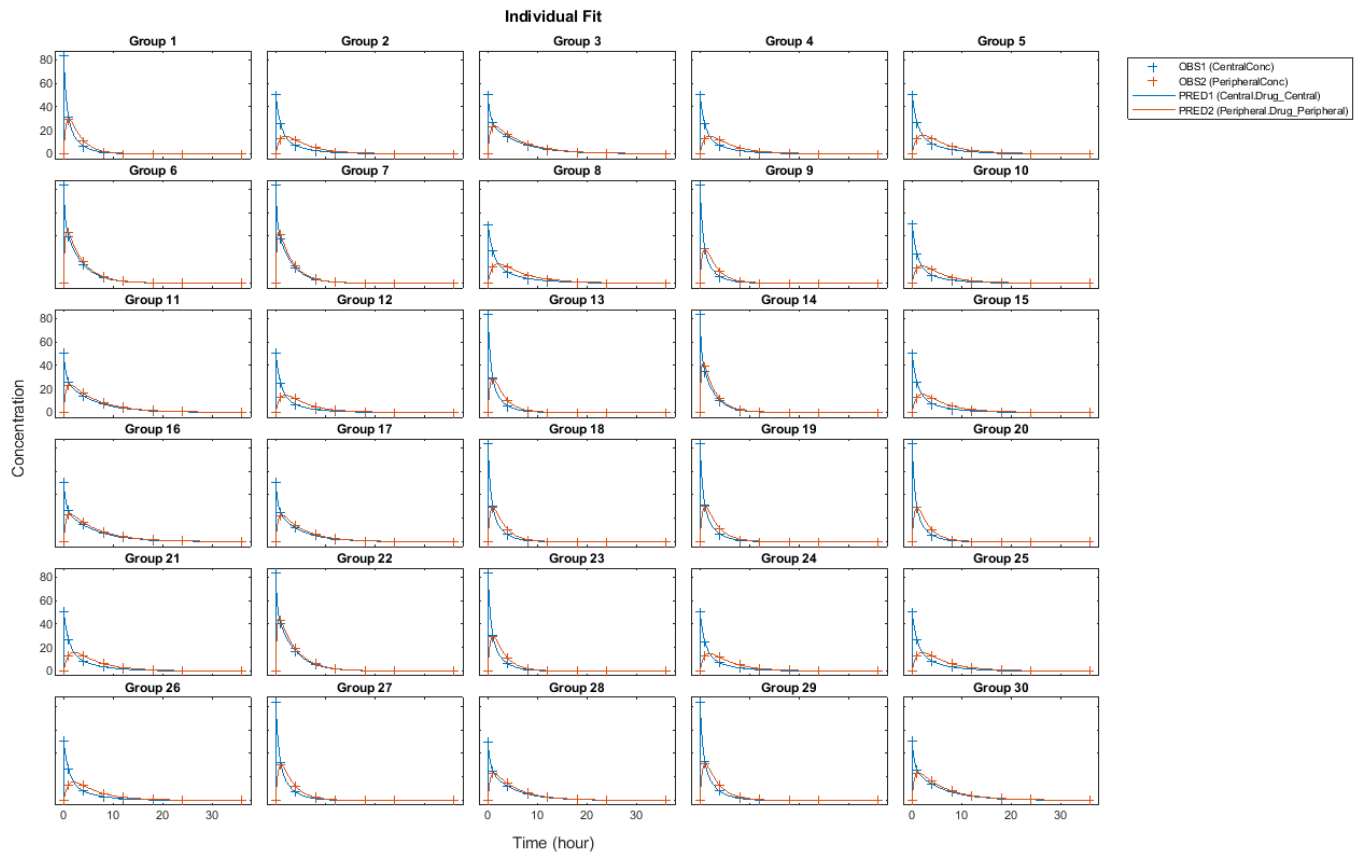 Individual Fit
Group 1 Group 2 Group 3 Group 4 Group 5
80
60
40
20
0
OBS1 (CentralConc)
OBS2 (PeripheralConc)
PRED1 (Central.Drug_Central)
PRED2 (Peripheral.Drug_Peripheral)
Group 6 Group 7 Group 8 Group 9 Group 10
Group 11 Group 12 Group 13 Group 14 Group 15
80
60
40
20
0
Concentration
Group 16 Group 17 Group 18 Group 19 Group 20
Group 21 Group 22 Group 23 Group 24 Group 25
80
60
40
20
0
Group 26 Group 27 Group 28 Group 29 Group 30
0 10 20 30 0 10 20 30 0 10 20 30
Time (hour)